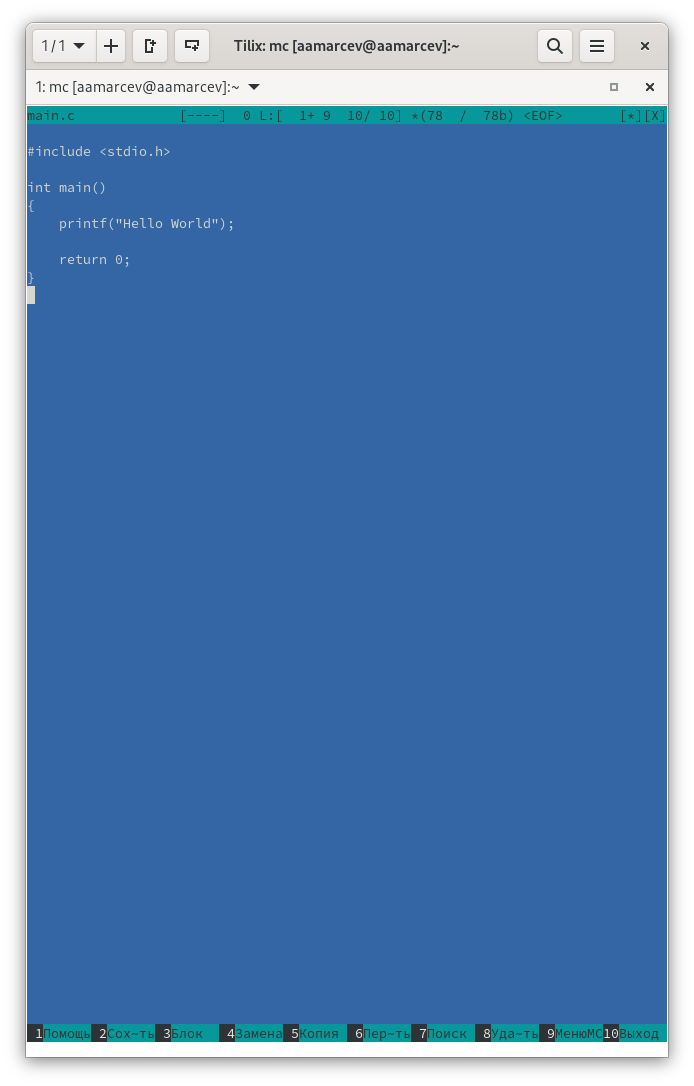 1 / 1 Tilix: mc [aamarcev@aamarcev]:~
1: mc [aamarcev@aamarcev]:~
main.c [----] 0 L:[ 1+ 9 10/ 10] *(78 / 78b) <EOF> [*][X]
#include <stdio.h>
int main()
{
    printf("Hello World");
    return 0;
}
1Помощь 2Сох~ть 3Блок 4Замена 5Копия 6Пер~ть 7Поиск 8Уда~ть 9МенюMC 10Выход